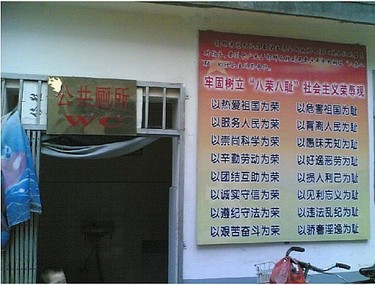 公共厕所
WC
牢固树立“八荣八耻”社会主义荣辱观
以热爱祖国为荣 以危害祖国为耻
以服务人民为荣 以背离人民为耻
以崇尚科学为荣 以愚昧无知为耻
以辛勤劳动为荣 以好逸恶劳为耻
以团结互助为荣 以损人利己为耻
以诚实守信为荣 以见利忘义为耻
以遵纪守法为荣 以违法乱纪为耻
以艰苦奋斗为荣 以骄奢淫逸为耻